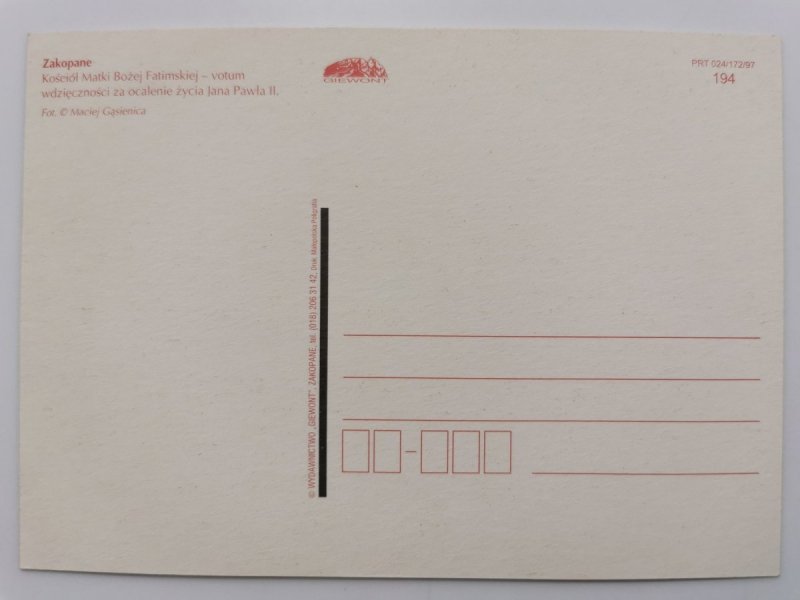 Zakopane
Kościół Matki Bożej Fatimskiej – votum
wdzięczności za ocalenie życia Jana Pawła II.
Fot. © Maciej Gąsienica
GIEWONT
PRT 024/172/97
194
© WYDAWNICTWO „GIEWONT”, ZAKOPANE, tel. (018) 206 31 42, Druk: Małopolska Poligrafia